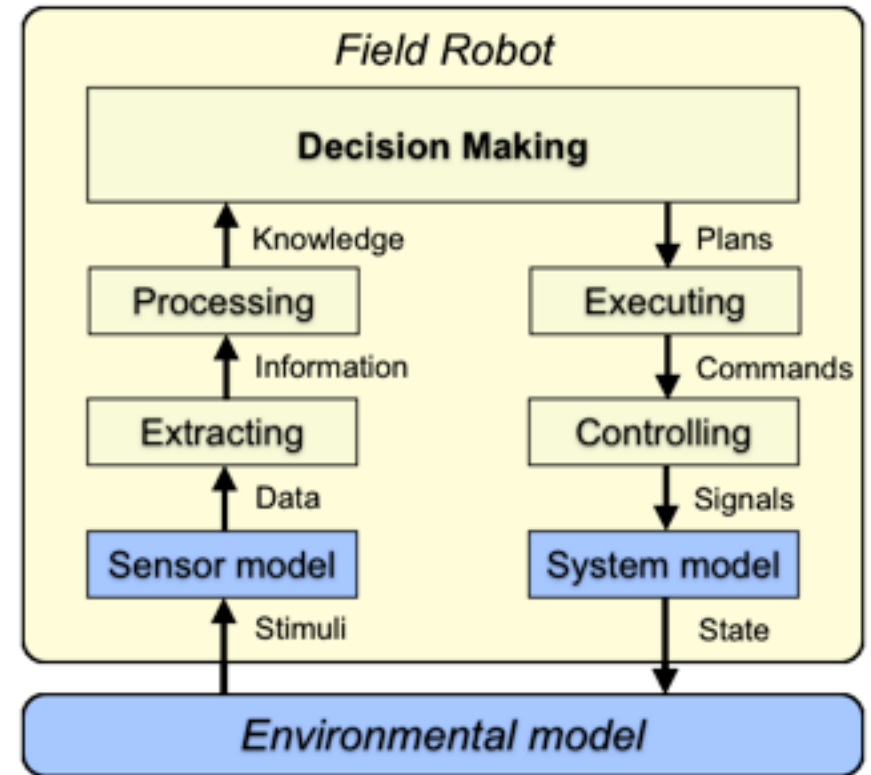 Field Robot
Decision Making
Knowledge
Plans
Processing
Executing
Information
Commands
Extracting
Controlling
Data
Signals
Sensor model
System model
Stimuli
State
Environmental model